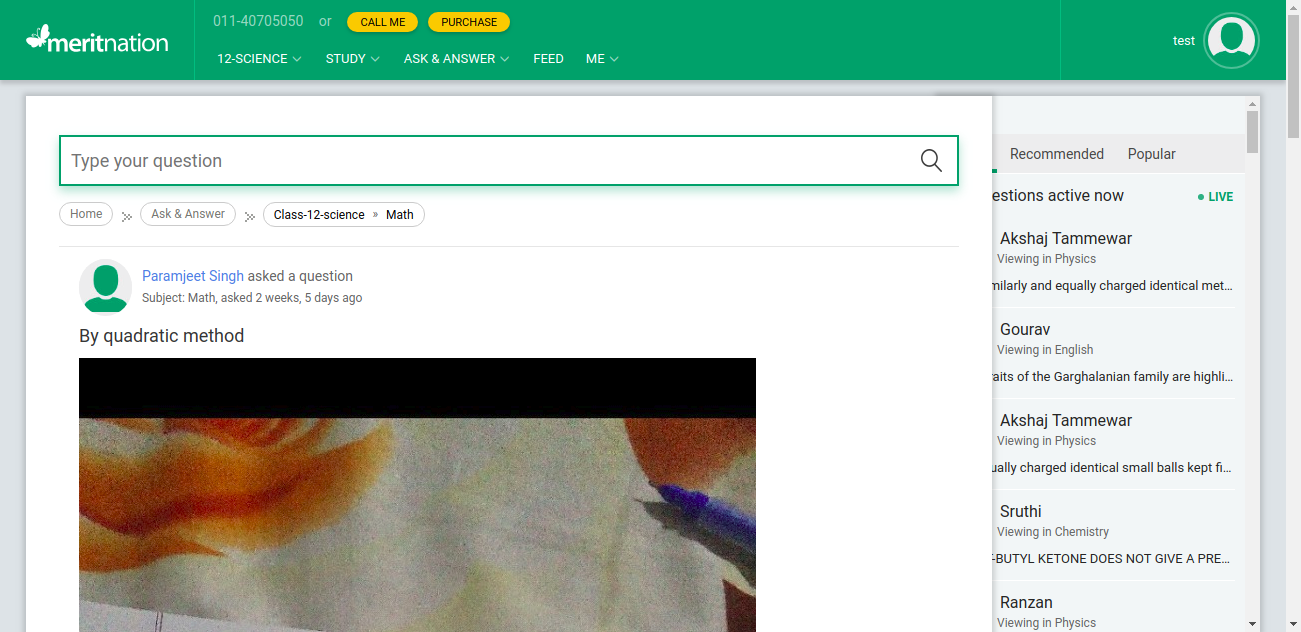 meritnation
011-40705050 or CALL ME PURCHASE
12-SCIENCE STUDY ASK & ANSWER FEED ME
test
Type your question
Home Ask & Answer Class-12-science » Math
Paramjeet Singh asked a question
Subject: Math, asked 2 weeks, 5 days ago
By quadratic method
Recommended Popular
estions active now LIVE
Akshaj Tammewar
Viewing in Physics
milarly and equally charged identical met...
Gourav
Viewing in English
raits of the Garghalanian family are highli...
Akshaj Tammewar
Viewing in Physics
ually charged identical small balls kept fi...
Sruthi
Viewing in Chemistry
-BUTYL KETONE DOES NOT GIVE A PRE...
Ranzan
Viewing in Physics